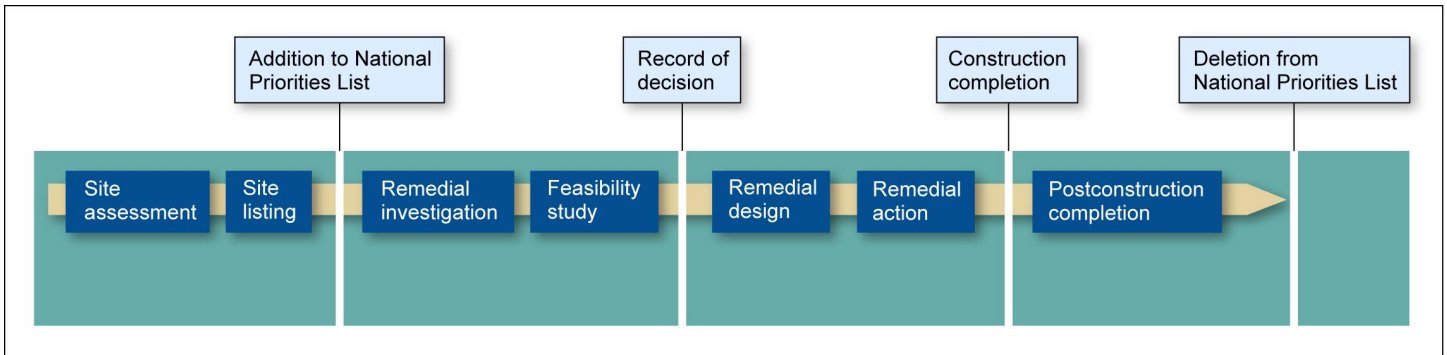 Addition to National
Priorities List
Record of
decision
Construction
completion
Deletion from
National Priorities List
Site
assessment
Site
listing
Remedial
investigation
Feasibility
study
Remedial
design
Remedial
action
Postconstruction
completion